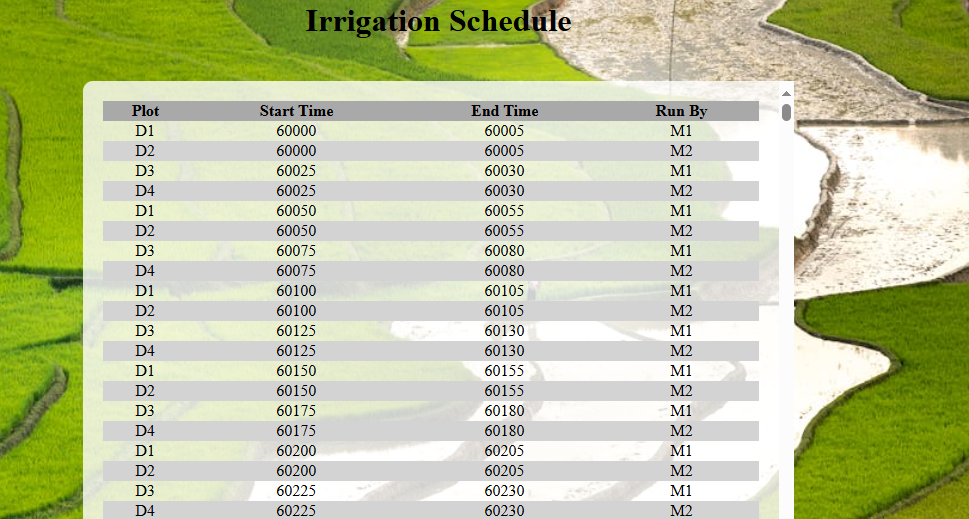 Irrigation Schedule
Plot Start Time End Time Run By
D1 60000 60005 M1
D2 60000 60005 M2
D3 60025 60030 M1
D4 60025 60030 M2
D1 60050 60055 M1
D2 60050 60055 M2
D3 60075 60080 M1
D4 60075 60080 M2
D1 60100 60105 M1
D2 60100 60105 M2
D3 60125 60130 M1
D4 60125 60130 M2
D1 60150 60155 M1
D2 60150 60155 M2
D3 60175 60180 M1
D4 60175 60180 M2
D1 60200 60205 M1
D2 60200 60205 M2
D3 60225 60230 M1
D4 60225 60230 M2